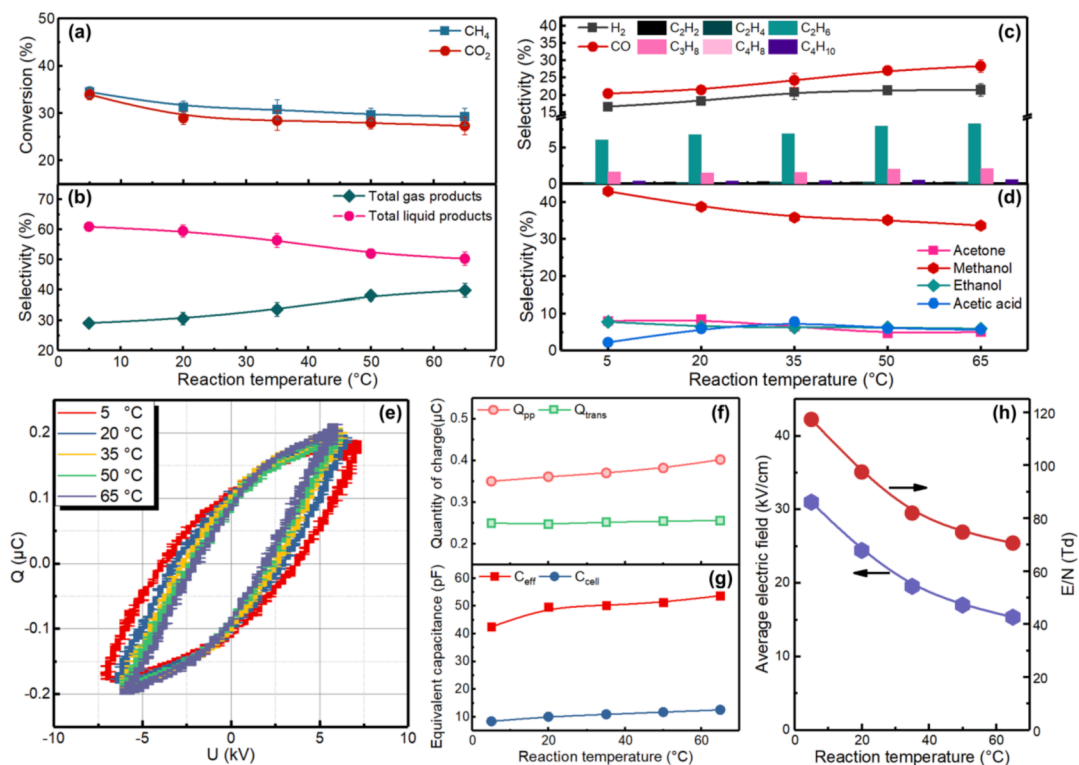 (a)
CH4
CO2
Conversion (%)
50
40
30
20
(b)
Total gas products
Total liquid products
Selectivity (%)
70
60
50
40
30
20
0 10 20 30 40 50 60 70
Reaction temperature (°C)
(c)
H2 C2H2 C2H4 C2H6
CO C3H8 C4H8 C4H10
Selectivity (%)
40
35
30
25
20
15
5
0
(d)
Acetone
Methanol
Ethanol
Acetic acid
Selectivity (%)
40
30
20
10
0
5 20 35 50 65
Reaction temperature (°C)
(e)
5 °C
20 °C
35 °C
50 °C
65 °C
Q (μC)
0.2
0.1
0.0
-0.1
-0.2
-10 -5 0 5 10
U (kV)
(f)
Qpp Qtrans
Quantity of charge(μC)
0.5
0.4
0.3
0.2
(g)
Ceff Ccell
Equivalent capacitance (pF)
60
50
40
30
20
10
0 20 40 60
Reaction temperature (°C)
(h)
Average electric field (kV/cm)
40
30
20
10
0
E/N (Td)
120
100
80
60
40
20
0
0 20 40 60
Reaction temperature (°C)